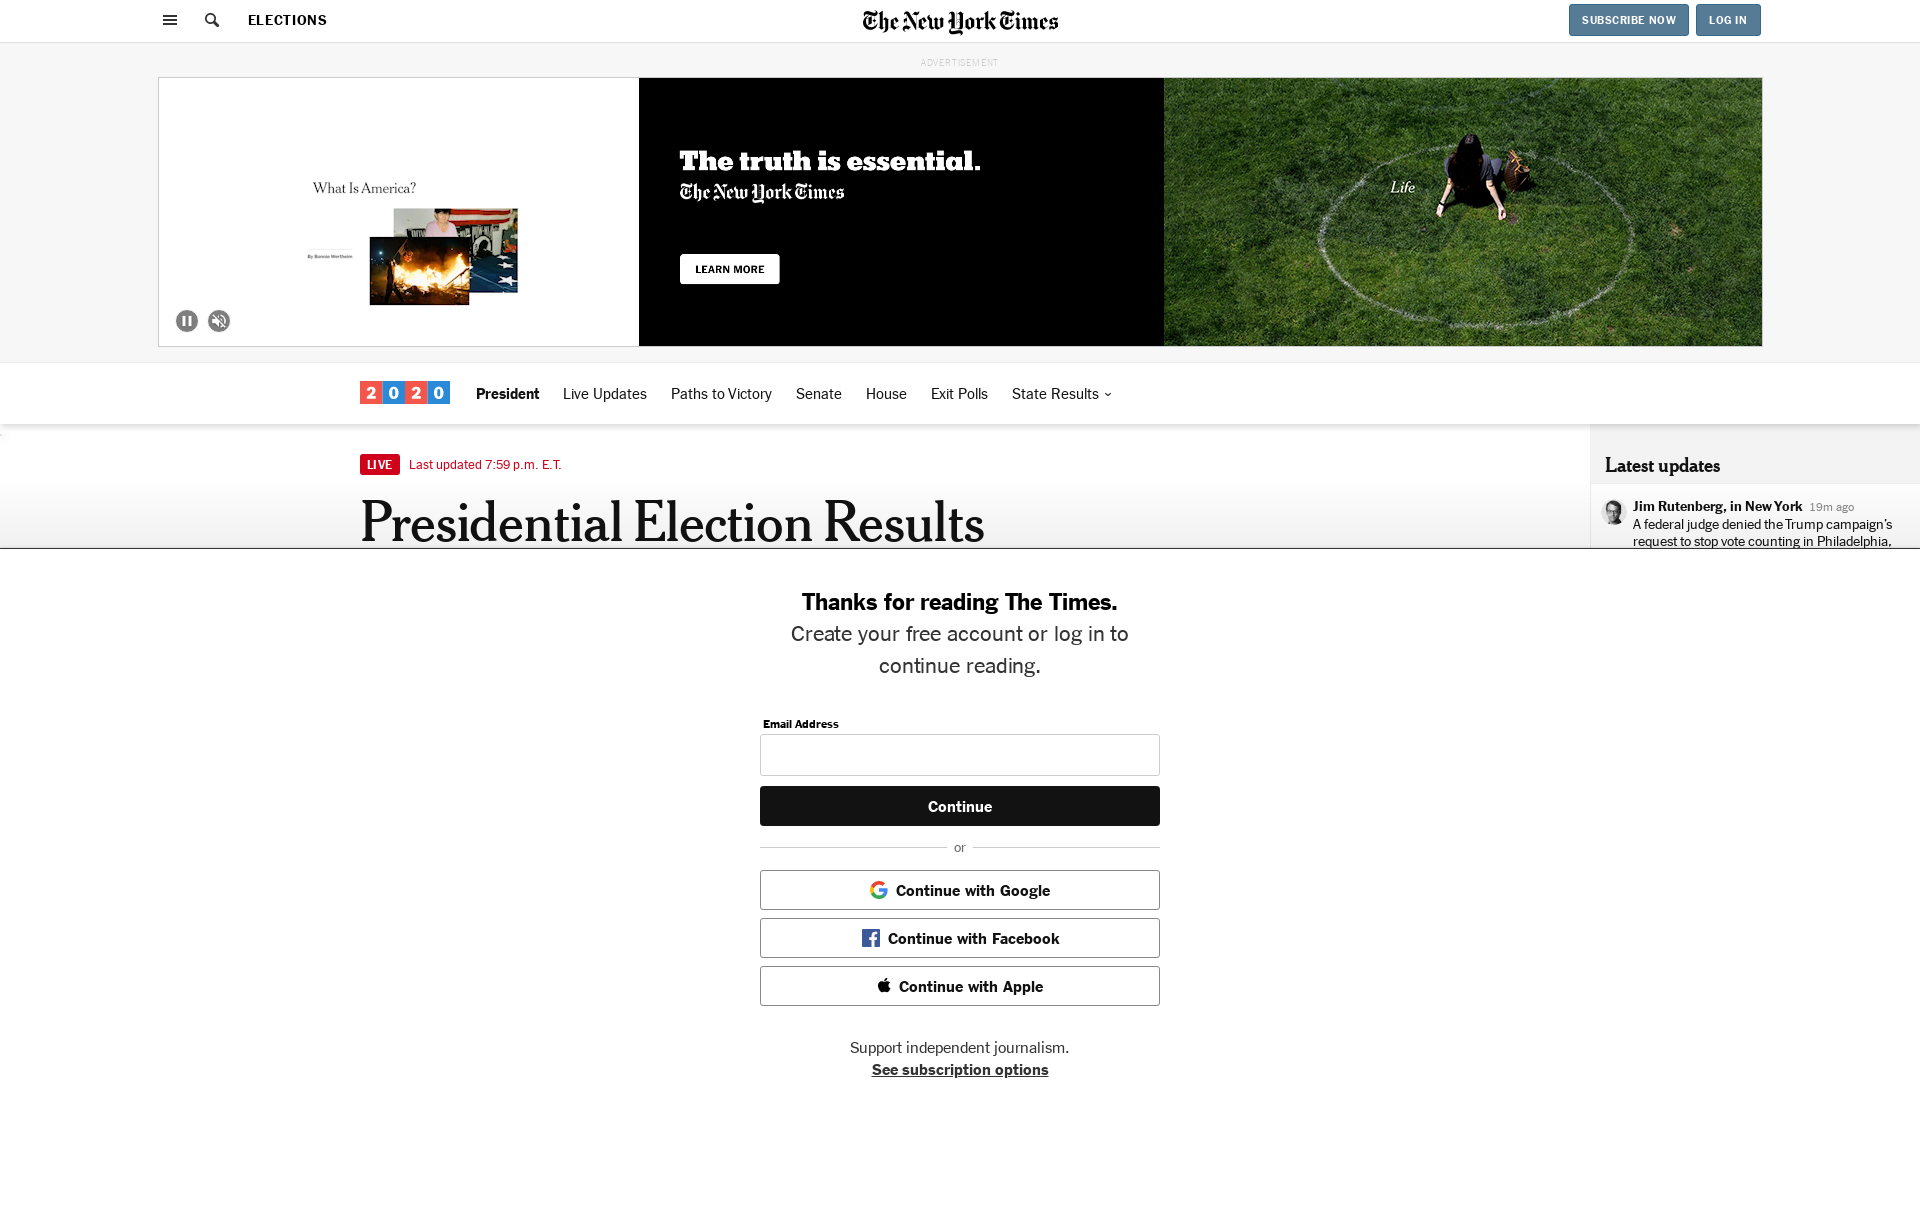 ELECTIONS
The New York Times
SUBSCRIBE NOW
LOG IN
ADVERTISEMENT
What Is America?
By Bonnie Wertheim
The truth is essential.
The New York Times
LEARN MORE
Life
2020
President
Live Updates
Paths to Victory
Senate
House
Exit Polls
State Results
LIVE
Last updated 7:59 p.m. E.T.
Presidential Election Results
Latest updates
Jim Rutenberg, in New York 19m ago
A federal judge denied the Trump campaign's
request to stop vote counting in Philadelphia,
Thanks for reading The Times.
Create your free account or log in to
continue reading.
Email Address
Continue
or
Continue with Google
Continue with Facebook
Continue with Apple
Support independent journalism.
See subscription options